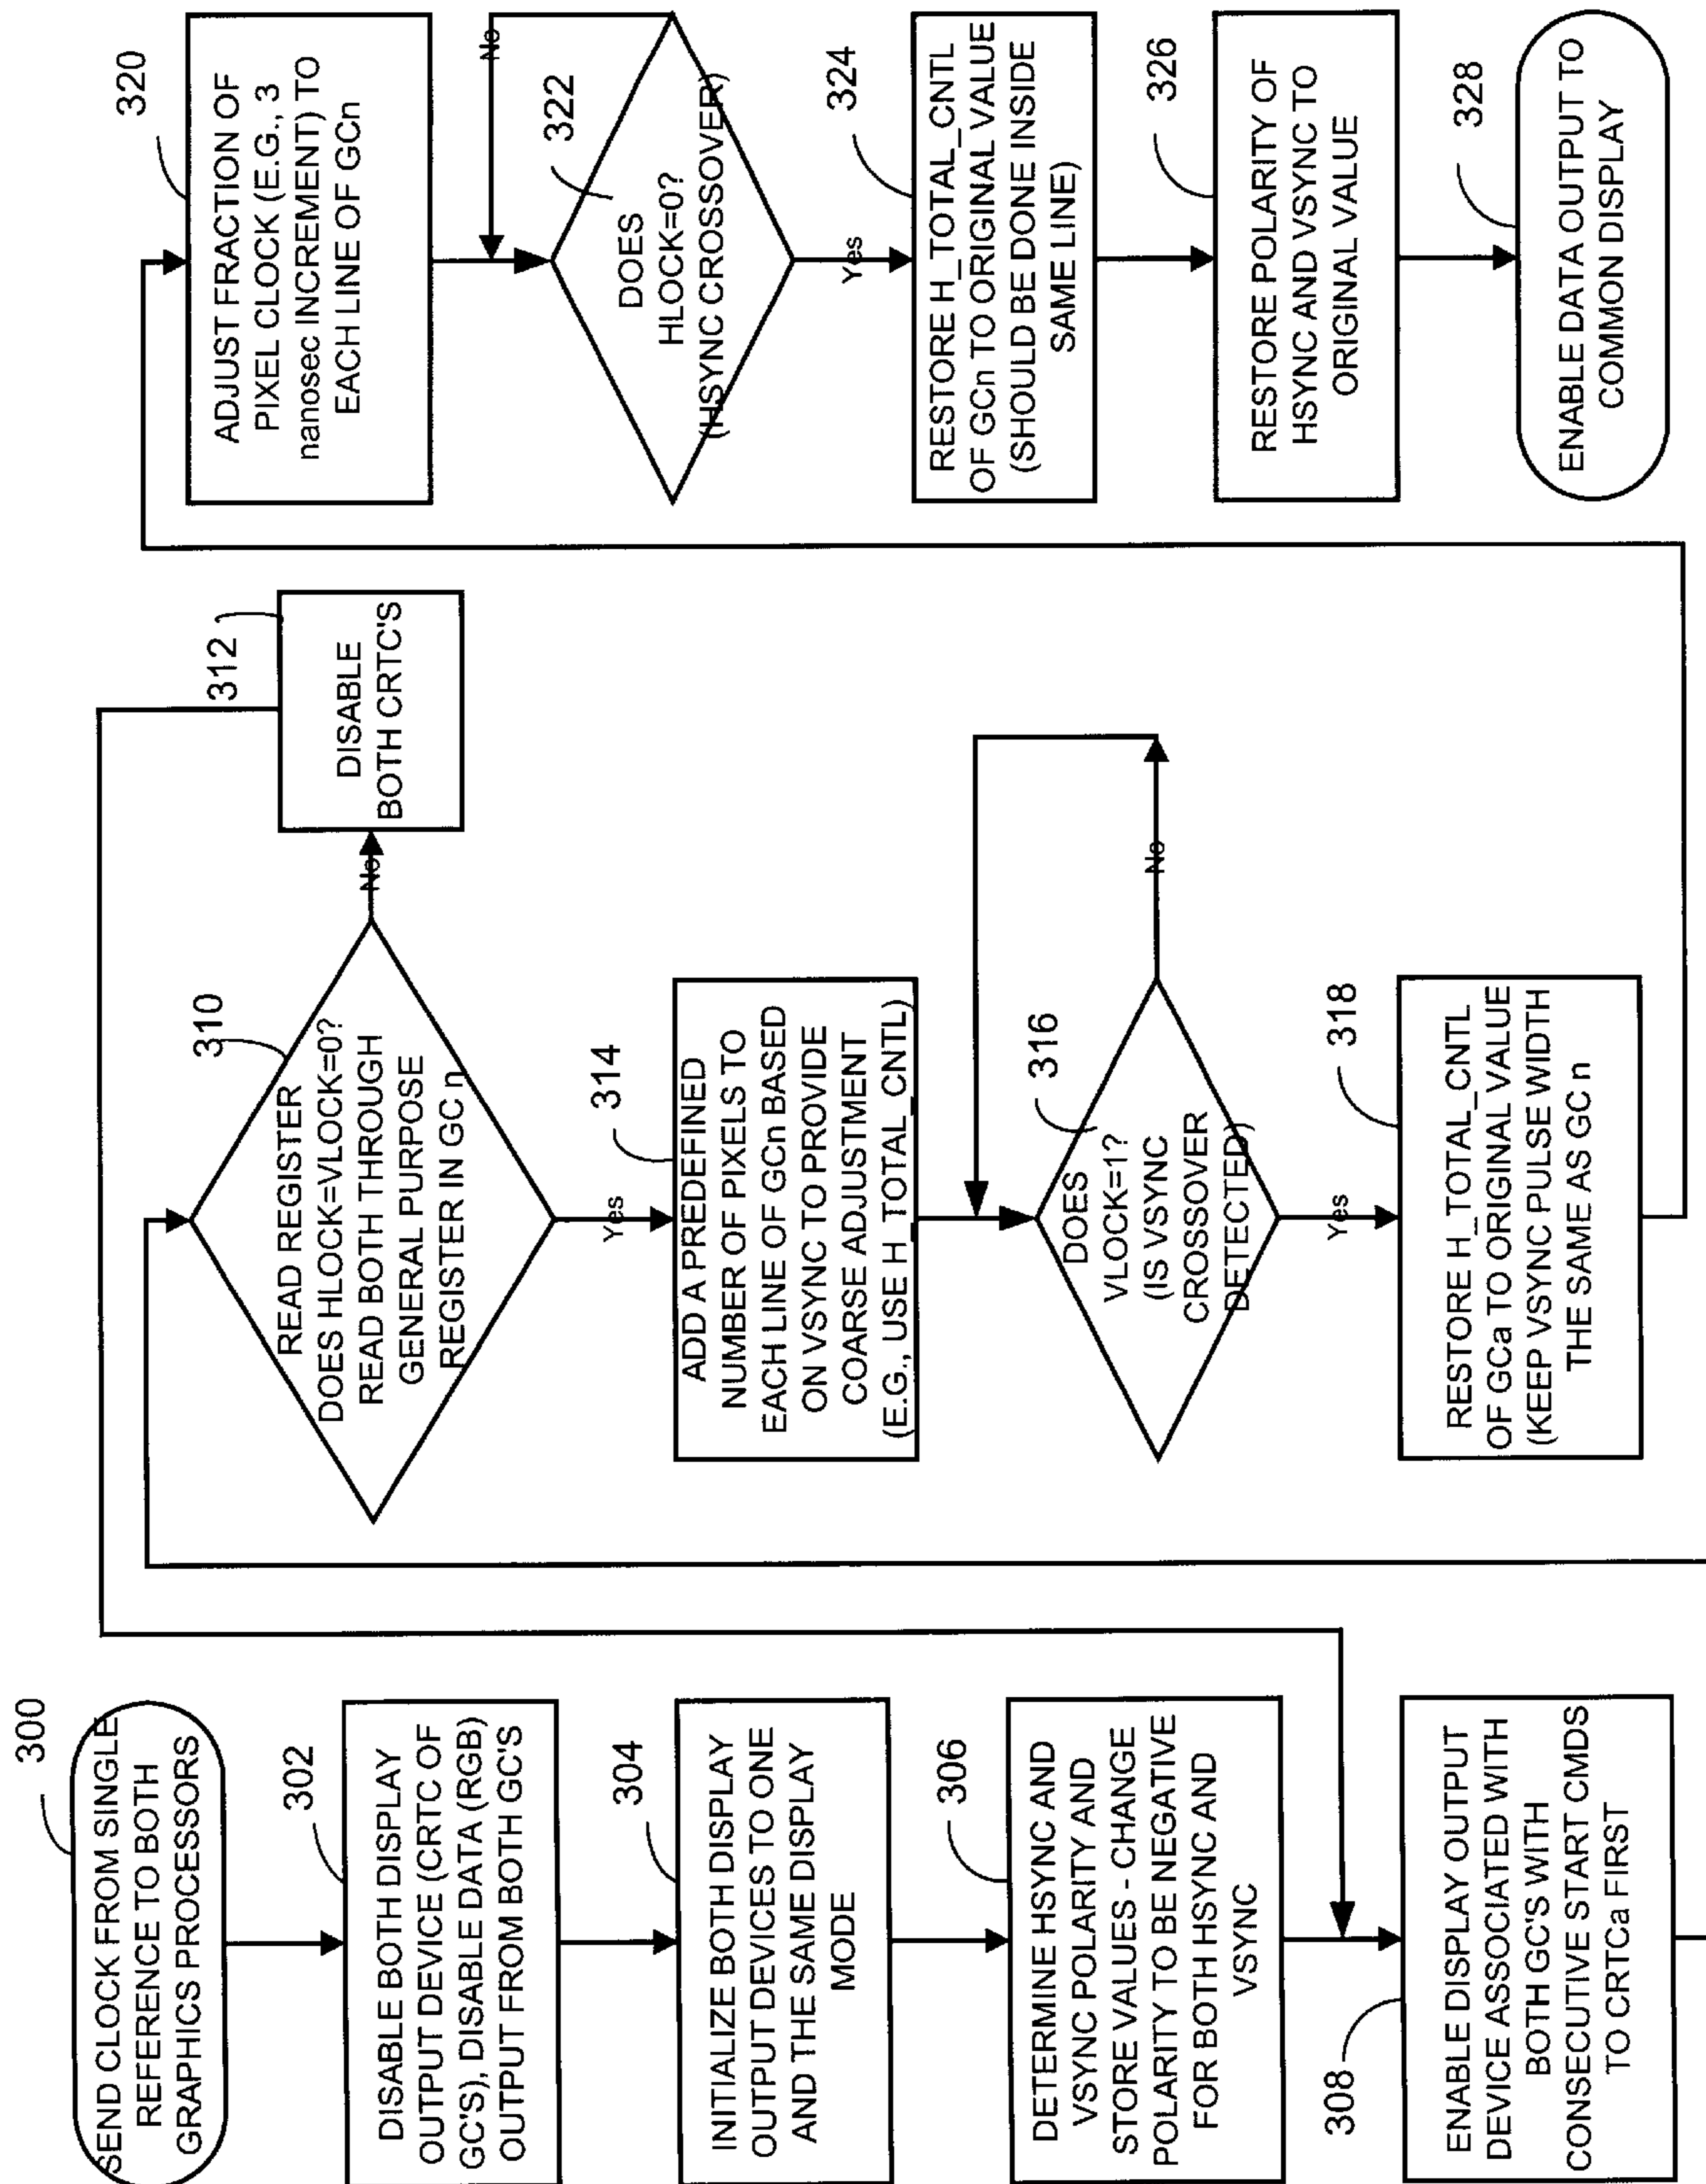 300
SEND CLOCK FROM SINGLE
REFERENCE TO BOTH
GRAPHICS PROCESSORS
302
DISABLE BOTH DISPLAY
OUTPUT DEVICE (CRTC OF
GC'S), DISABLE DATA (RGB)
OUTPUT FROM BOTH GC'S
304
INITIALIZE BOTH DISPLAY
OUTPUT DEVICES TO ONE
AND THE SAME DISPLAY
MODE
306
DETERMINE HSYNC AND
VSYNC POLARITY AND
STORE VALUES - CHANGE
POLARITY TO BE NEGATIVE
FOR BOTH HSYNC AND
VSYNC
308
ENABLE DISPLAY OUTPUT
DEVICE ASSOCIATED WITH
BOTH GC'S WITH
CONSECUTIVE START CMDS
TO CRTCa FIRST
310
READ REGISTER
DOES HLOCK=VLOCK=0?
READ BOTH THROUGH
GENERAL PURPOSE
REGISTER IN GC n
No
312
DISABLE
BOTH CRTC'S
Yes
314
ADD A PREDEFINED
NUMBER OF PIXELS TO
EACH LINE OF GCn BASED
ON VSYNC TO PROVIDE
COARSE ADJUSTMENT
(E.G., USE H_TOTAL_CNTL)
316
DOES
VLOCK=1?
(IS VSYNC
CROSSOVER
DETECTED)
No
Yes
318
RESTORE H_TOTAL_CNTL
OF GCa TO ORIGINAL VALUE
(KEEP VSYNC PULSE WIDTH
THE SAME AS GC n
320
ADJUST FRACTION OF
PIXEL CLOCK (E.G., 3
nanosec INCREMENT) TO
EACH LINE OF GCn
No
322
DOES
HLOCK=0?
(HSYNC CROSSOVER)
Yes
324
RESTORE H_TOTAL_CNTL
OF GCn TO ORIGINAL VALUE
(SHOULD BE DONE INSIDE
SAME LINE)
326
RESTORE POLARITY OF
HSYNC AND VSYNC TO
ORIGINAL VALUE
328
ENABLE DATA OUTPUT TO
COMMON DISPLAY